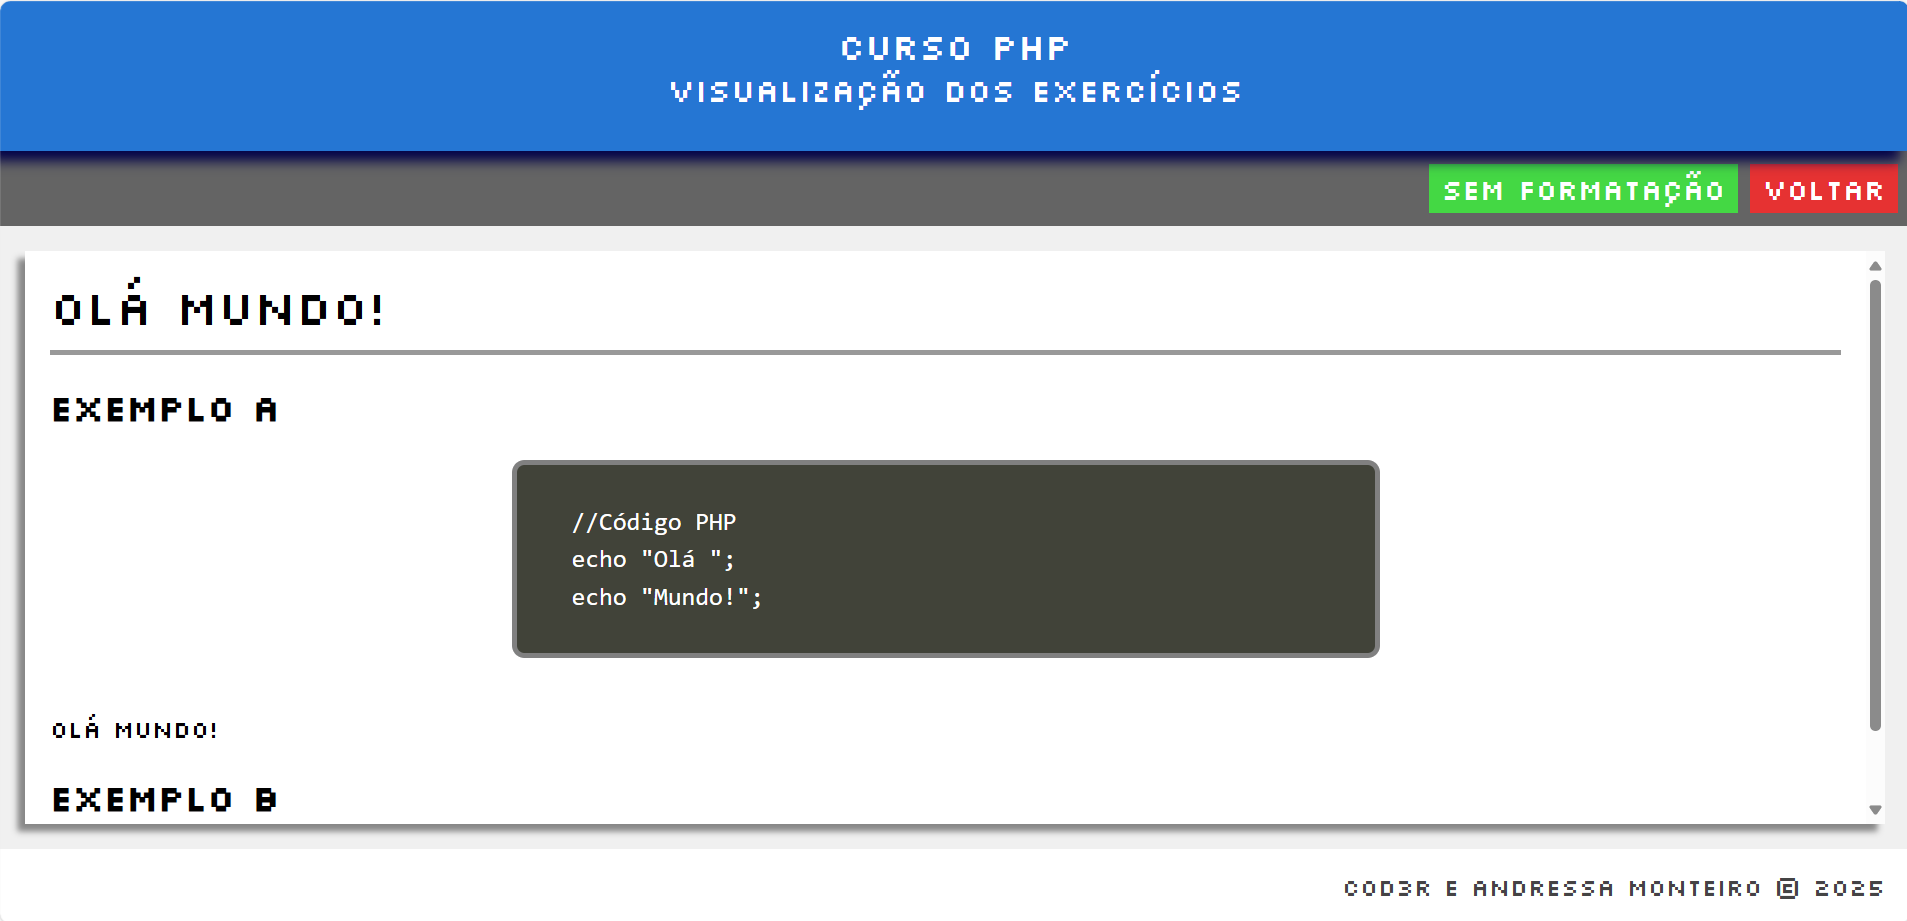 CURSO PHP
VISUALIZAÇÃO DOS EXERCÍCIOS
SEM FORMATAÇÃO VOLTAR
OLÁ MUNDO!
EXEMPLO A
//Código PHP
echo "Olá ";
echo "Mundo!";
OLÁ MUNDO!
EXEMPLO B
COD3R E ANDRESSA MONTEIRO © 2025